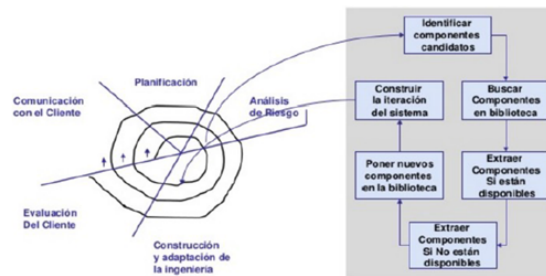 Planificación
Comunicación
con el Cliente
Análisis
de Riesgo
Evaluación
Del Cliente
Construcción
y adaptación de
la ingeniería
Identificar
componentes
candidatos
Construir
la iteración
del sistema
Buscar
Componentes
en biblioteca
Poner nuevos
componentes
en la biblioteca
Extraer
Componentes
Si están
disponibles
Extraer
Componentes
Si No están
disponibles